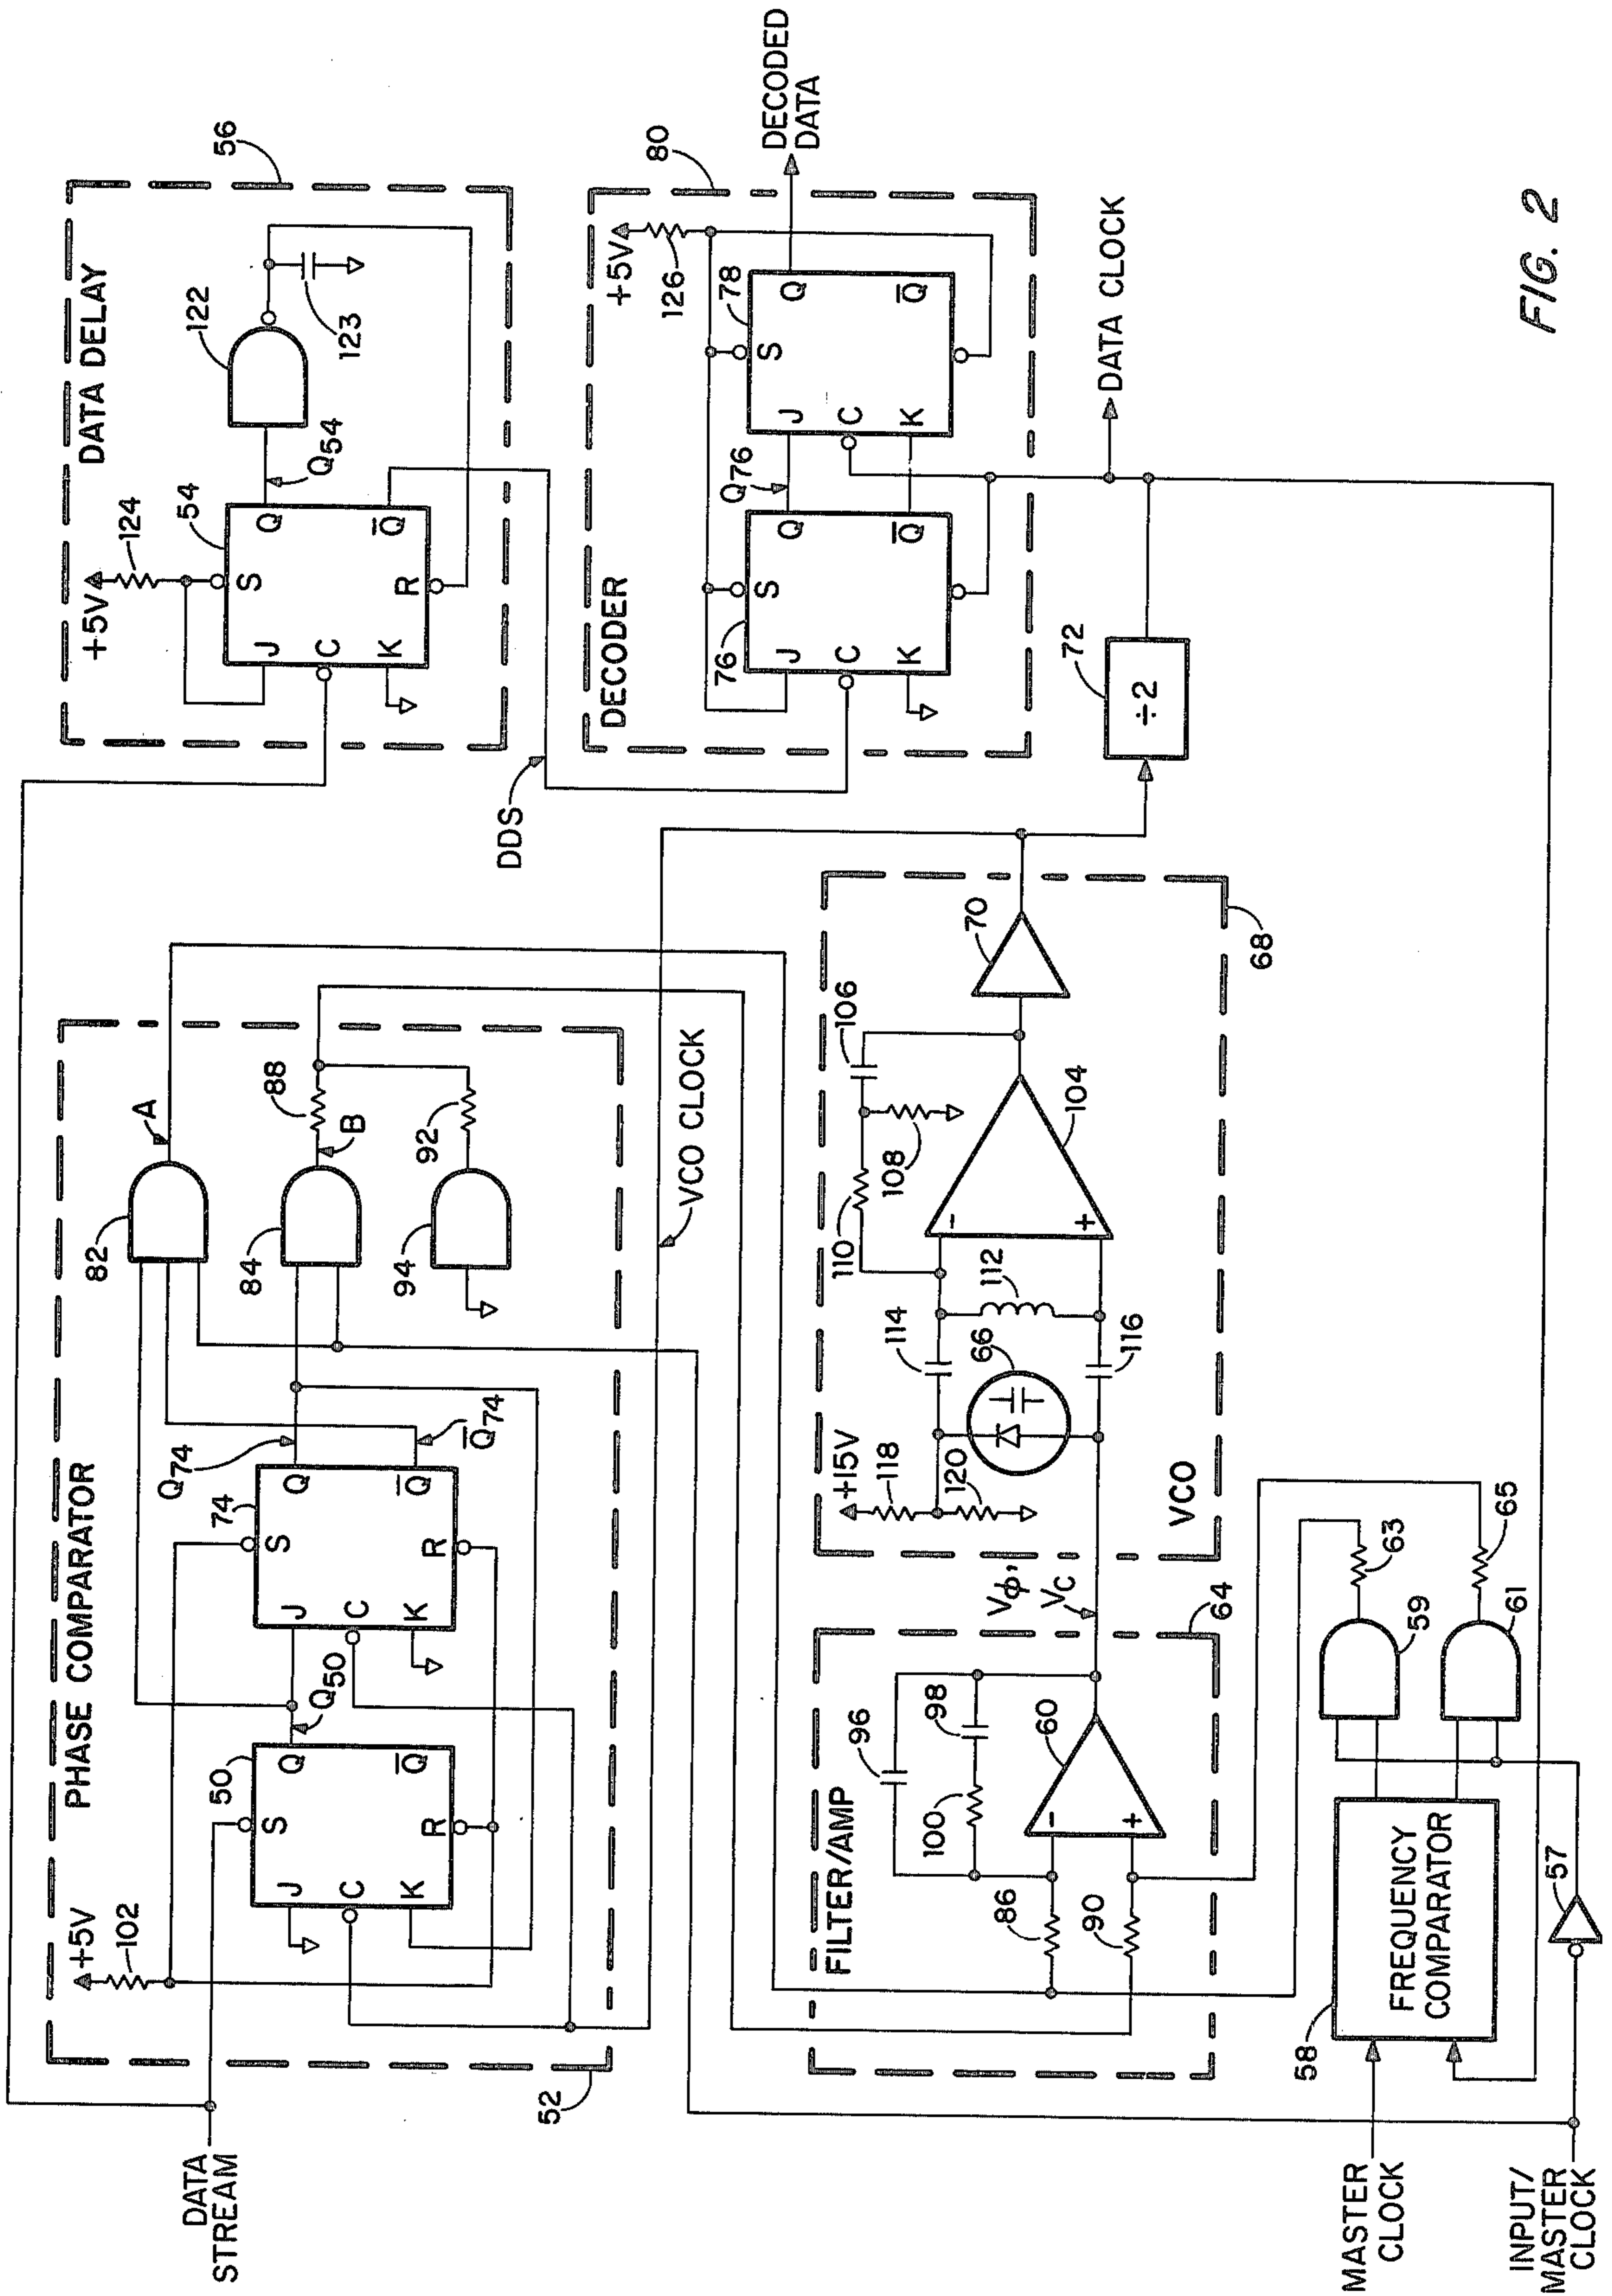 DATA
STREAM
PHASE COMPARATOR
52
+5V
102
50
S
J
C
K
Q
Q̅
R
Q50
74
S
J
C
K
Q
Q̅
R
Q74
Q̅74
82
A
84
B
88
94
92
VCO CLOCK
DATA DELAY
56
+5V
124
54
S
J
C
K
Q
Q̅
R
Q54
122
123
DDS
DECODER
80
+5V
126
76
S
J
C
K
Q
Q̅
Q76
78
S
J
C
K
Q
Q̅
DECODED
DATA
DATA CLOCK
72
÷2
FILTER/AMP
64
86
90
96
98
100
60
-
+
Vϕ,
VC
VCO
68
+15V
118
120
66
114
116
112
110
108
106
-
+
104
70
MASTER
CLOCK
INPUT/
MASTER
CLOCK
58
FREQUENCY
COMPARATOR
57
59
61
63
65
FIG. 2